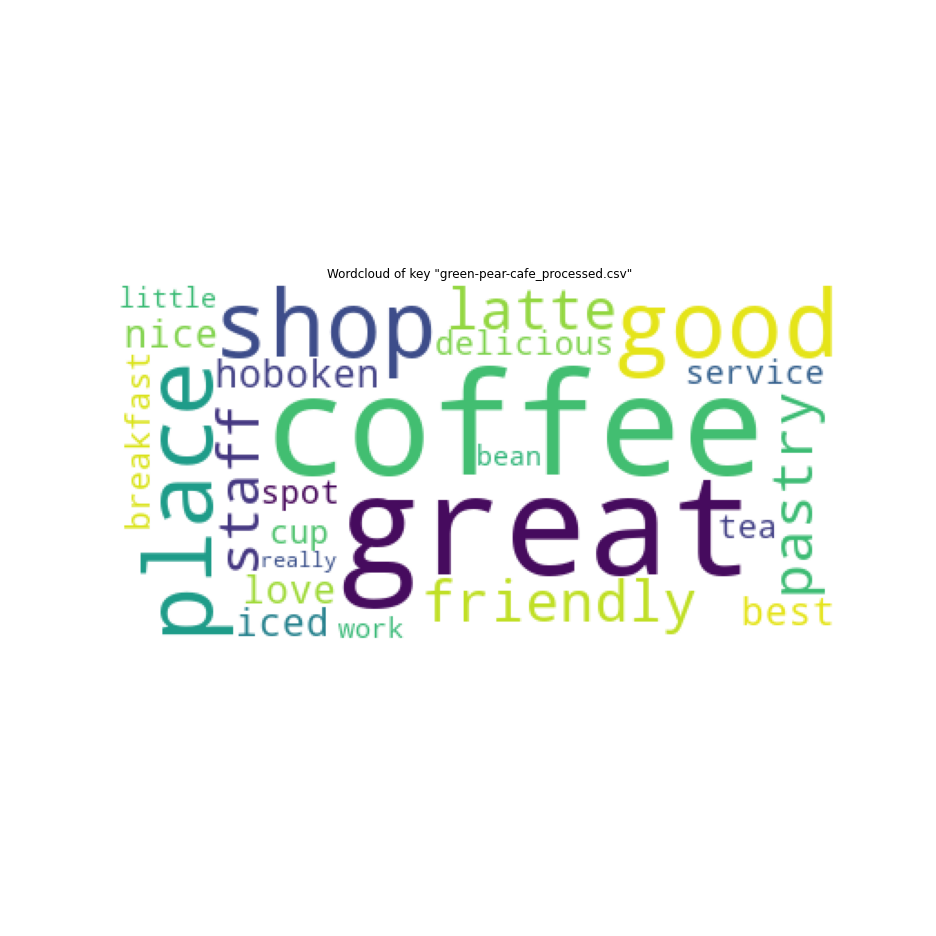 Wordcloud of key "green-pear-cafe_processed.csv"
little
shop
latte
good
nice
delicious
hoboken
service
breakfast
place
staff
coffee
bean
pastry
spot
great
cup
tea
really
love
friendly
iced
work
best